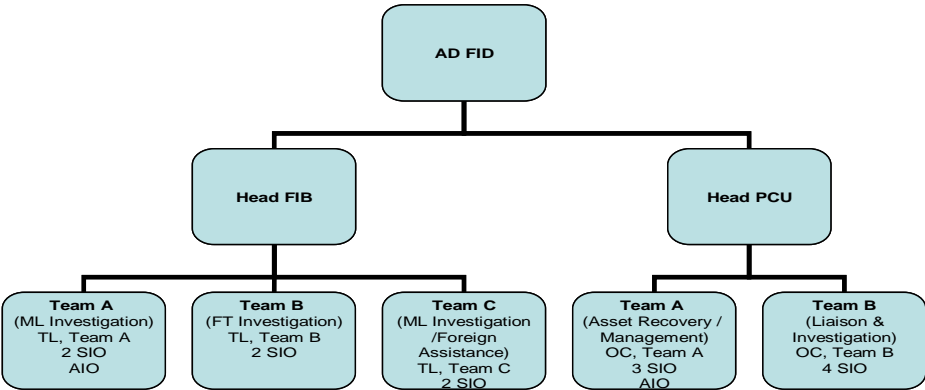 AD FID
Head FIB
Head PCU
Team A
(ML Investigation)
TL, Team A
2 SIO
AIO
Team B
(FT Investigation)
TL, Team B
2 SIO
Team C
(ML Investigation
/Foreign
Assistance)
TL, Team C
2 SIO
Team A
(Asset Recovery /
Management)
OC, Team A
3 SIO
AIO
Team B
(Liaison &
Investigation)
OC, Team B
4 SIO